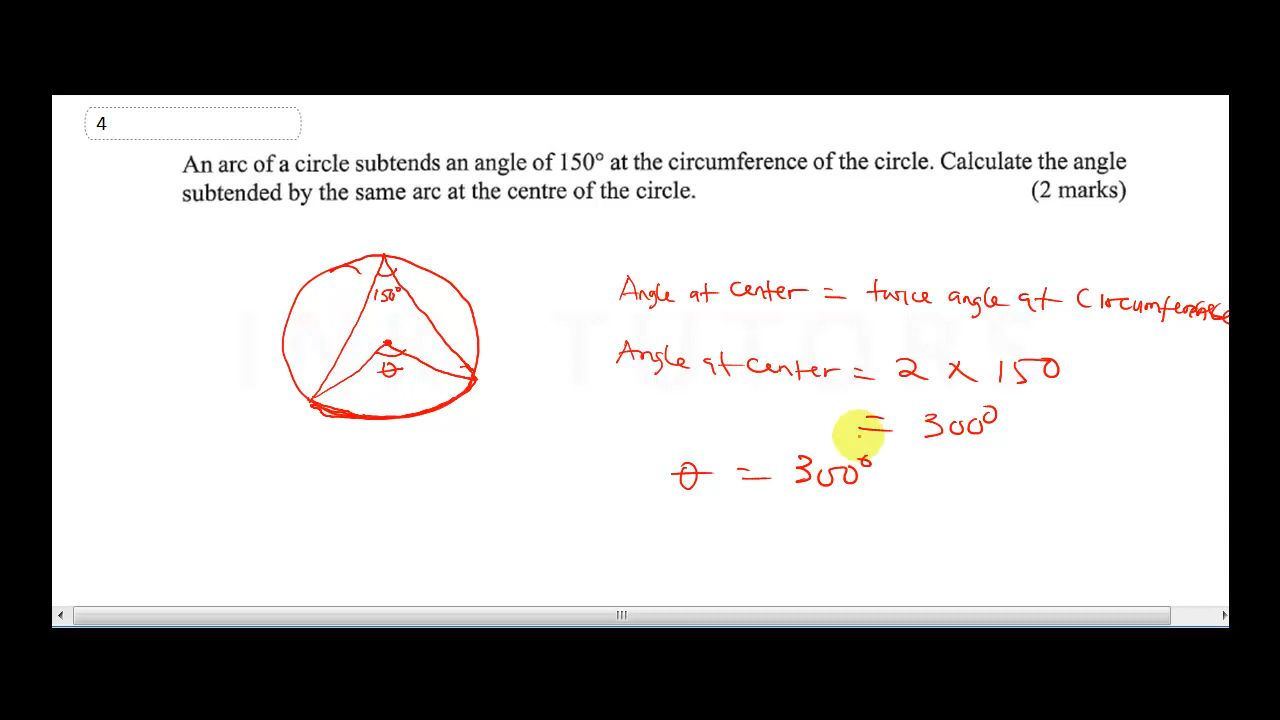 4
An arc of a circle subtends an angle of 150° at the circumference of the circle. Calculate the angle
subtended by the same arc at the centre of the circle. (2 marks)
150°
θ
Angle at center = twice angle at Circumference
Angle at center = 2 × 150
= 300°
θ = 300°